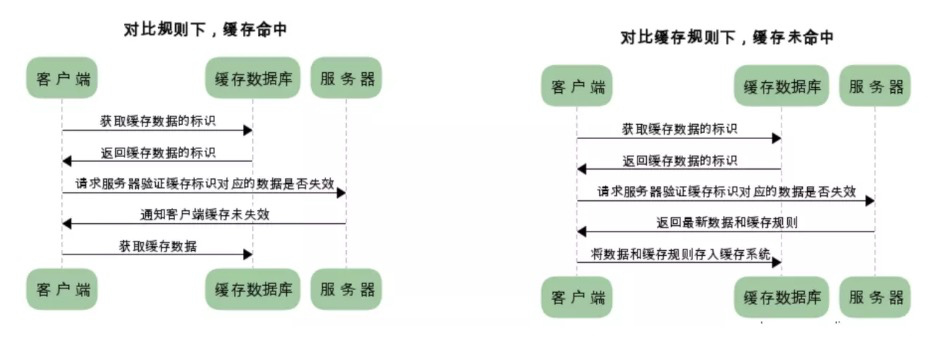 对比规则下，缓存命中
客户端
缓存数据库
服务器
获取缓存数据的标识
返回缓存数据的标识
请求服务器验证缓存标识对应的数据是否失效
通知客户端缓存未失效
获取缓存数据
客户端
缓存数据库
服务器
对比缓存规则下，缓存未命中
客户端
缓存数据库
服务器
获取缓存数据的标识
返回缓存数据的标识
请求服务器验证缓存标识对应的数据是否失效
返回最新数据和缓存规则
将数据和缓存规则存入缓存系统
客户端
缓存数据库
服务器